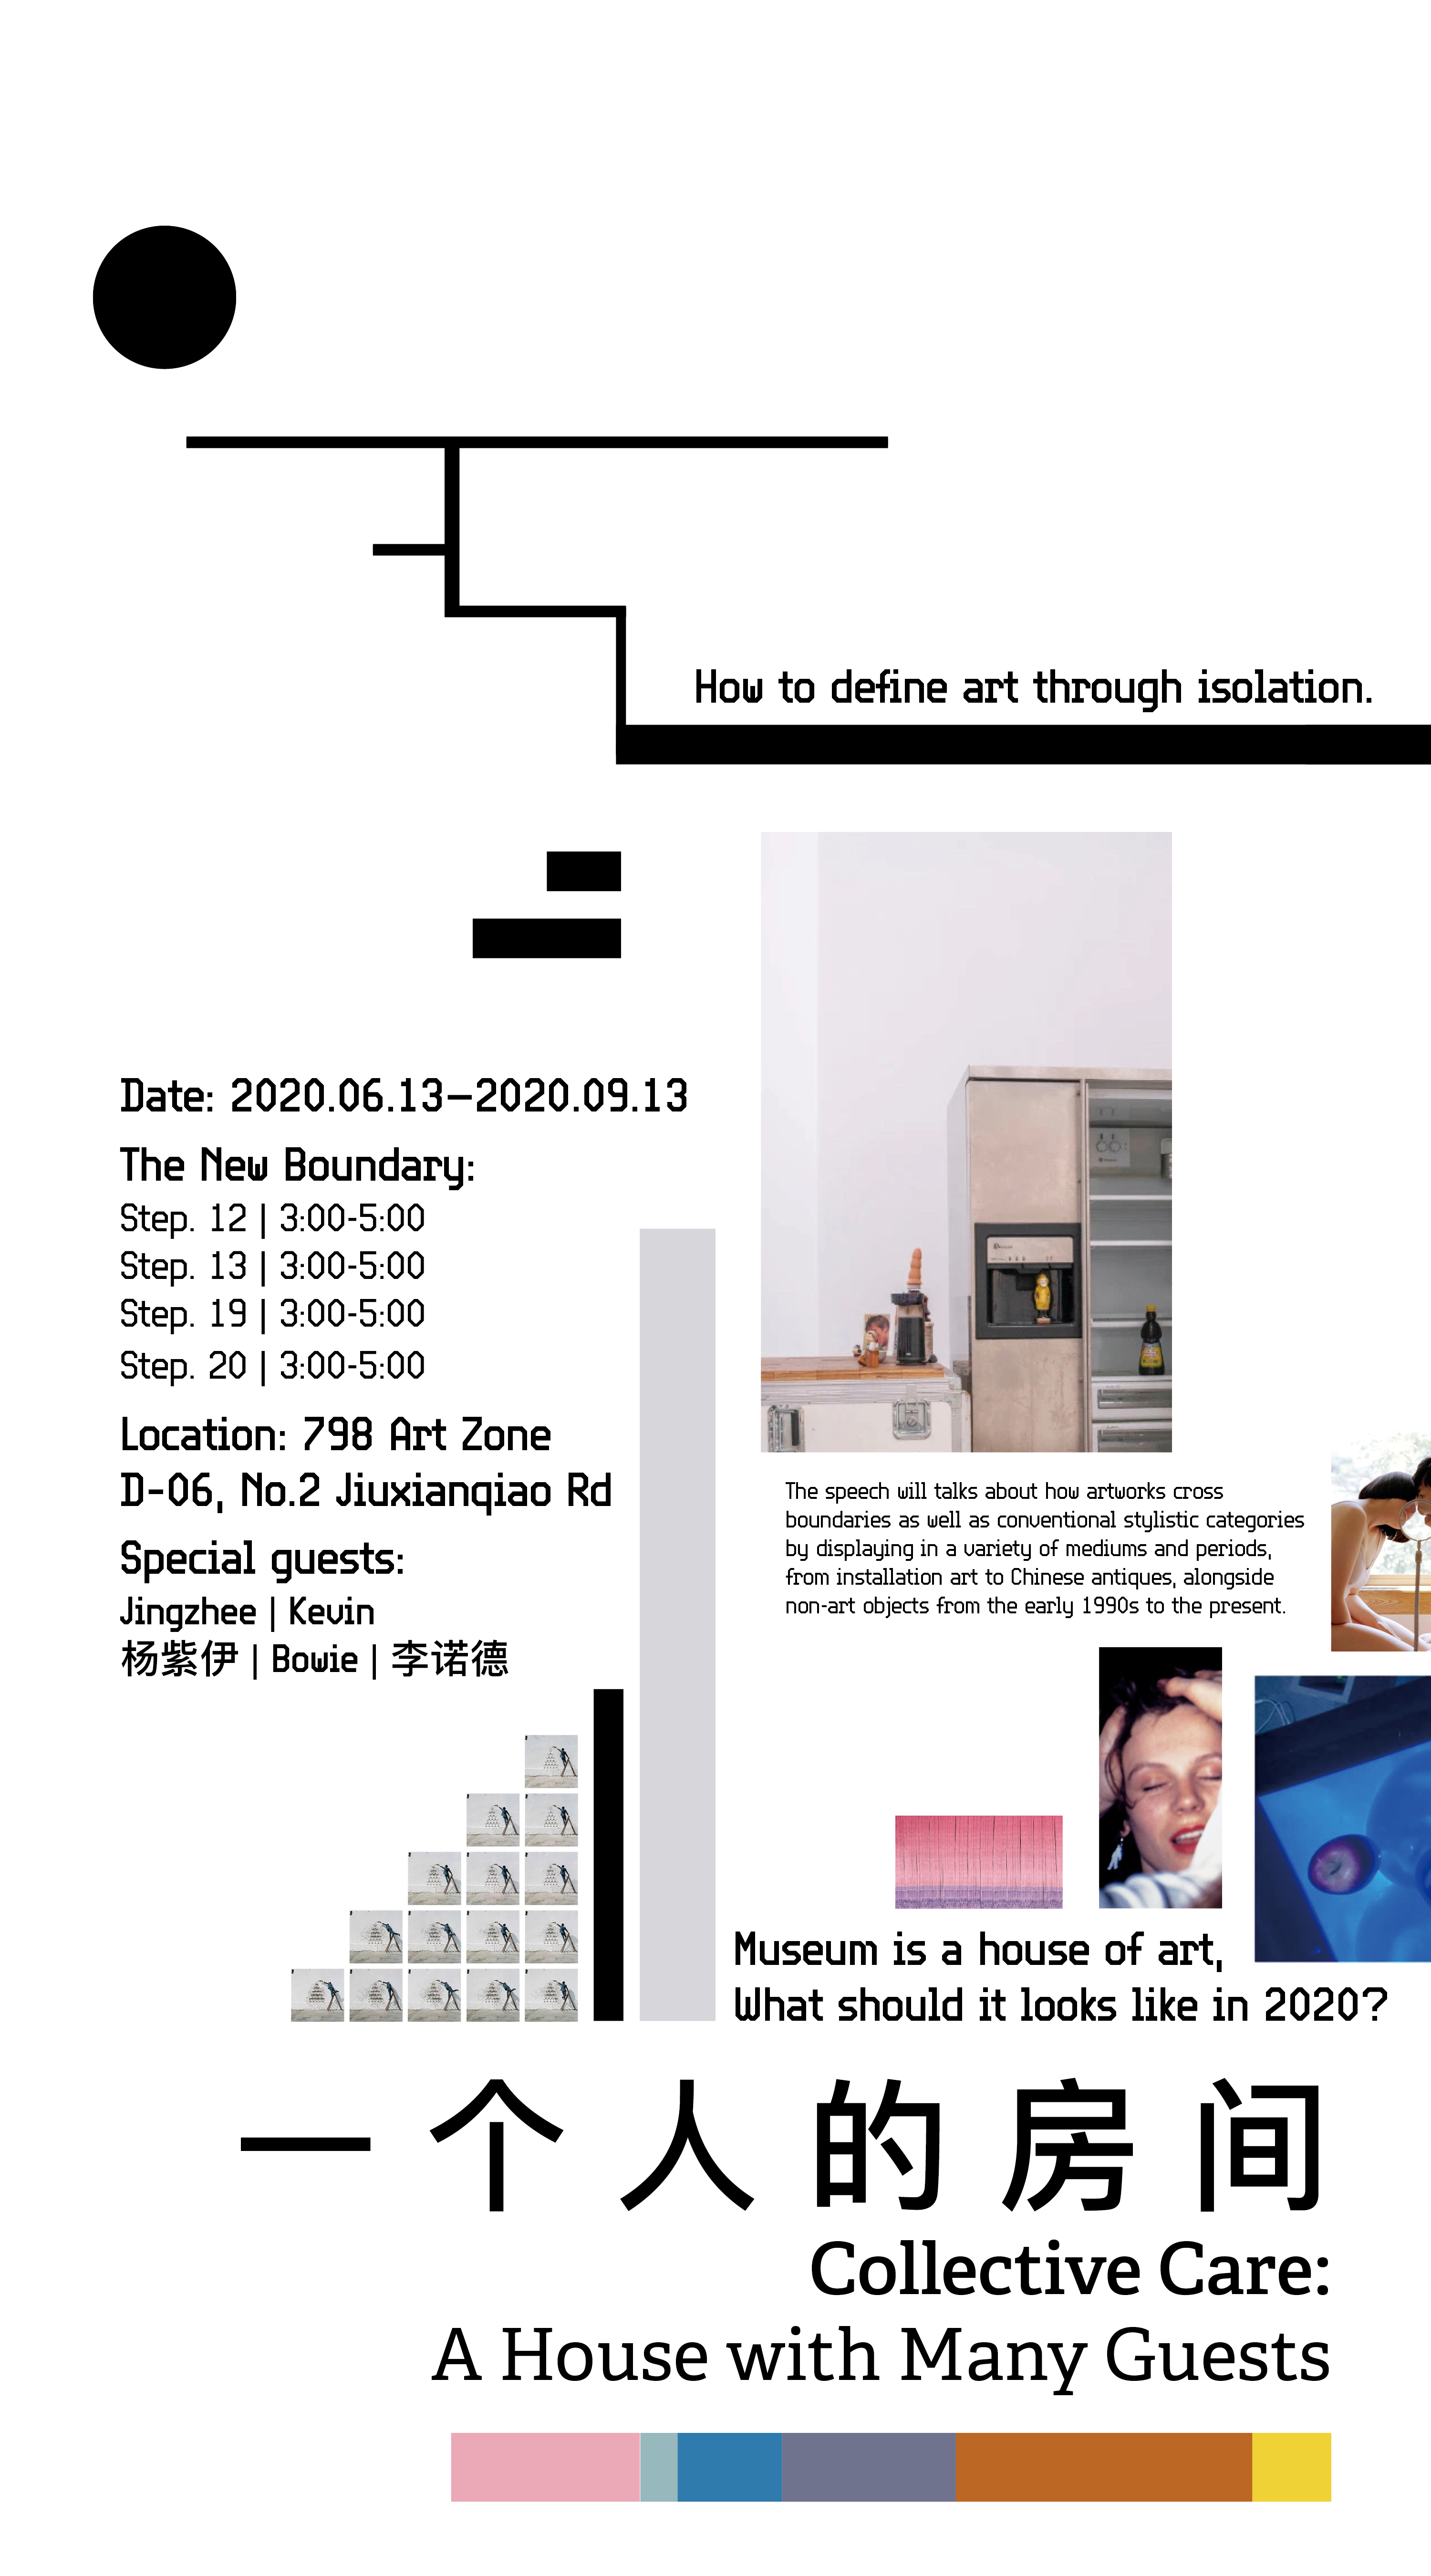 How to define art through isolation.
Date: 2020.06.13—2020.09.13
The New Boundary:
Step. 12 | 3:00-5:00
Step. 13 | 3:00-5:00
Step. 19 | 3:00-5:00
Step. 20 | 3:00-5:00
Location: 798 Art Zone
D-06, No.2 Jiuxianqiao Rd
Special guests:
Jingzhee | Kevin
杨紫伊 | Bowie | 李诺德
The speech will talks about how artworks cross
boundaries as well as conventional stylistic categories
by displaying in a variety of mediums and periods,
from installation art to Chinese antiques, alongside
non-art objects from the early 1990s to the present.
Museum is a house of art,
What should it looks like in 2020?
一个人的房间
Collective Care:
A House with Many Guests